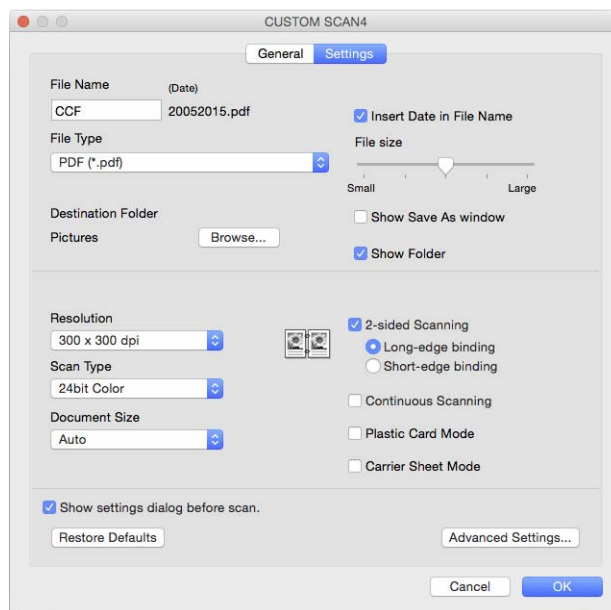 CUSTOM SCAN4
General Settings
File Name (Date)
CCF 20052015.pdf
Insert Date in File Name
File Type
File size
PDF (*.pdf)
Small Large
Destination Folder
Show Save As window
Pictures Browse...
Show Folder
Resolution
2-sided Scanning
300 x 300 dpi
Long-edge binding
Scan Type
Short-edge binding
24bit Color
Continuous Scanning
Document Size
Auto
Plastic Card Mode
Carrier Sheet Mode
Show settings dialog before scan.
Restore Defaults Advanced Settings...
Cancel OK